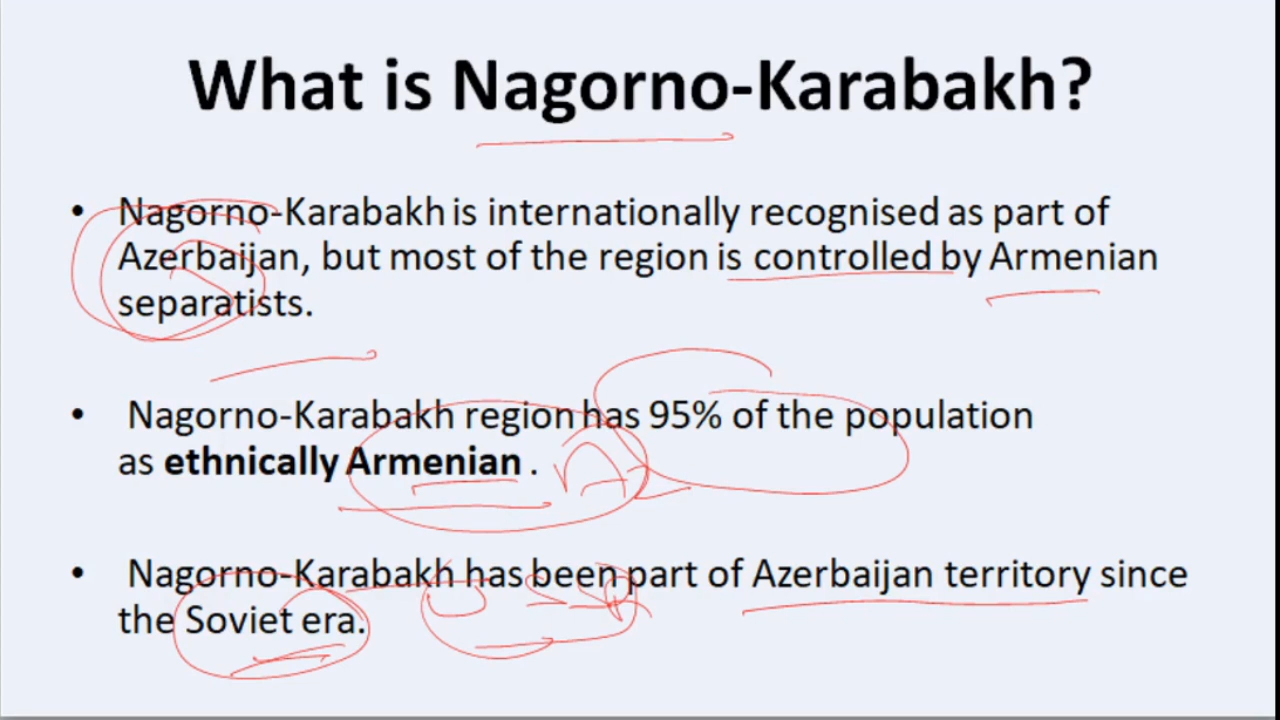 What is Nagorno-Karabakh?
• Nagorno-Karabakh is internationally recognised as part of
Azerbaijan, but most of the region is controlled by Armenian
separatists.
• Nagorno-Karabakh region has 95% of the population
as ethnically Armenian .
• Nagorno-Karabakh has been part of Azerbaijan territory since
the Soviet era.
USSR